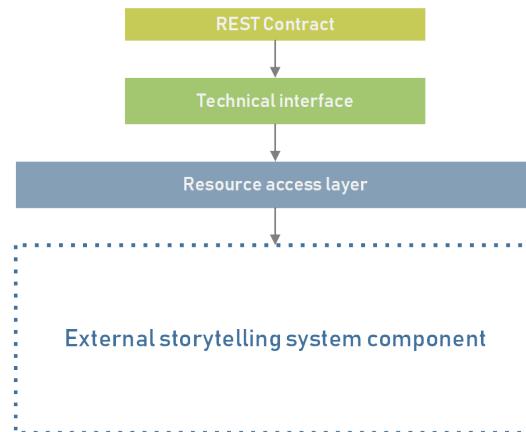 REST Contract
Technical interface
Resource access layer
External storytelling system component